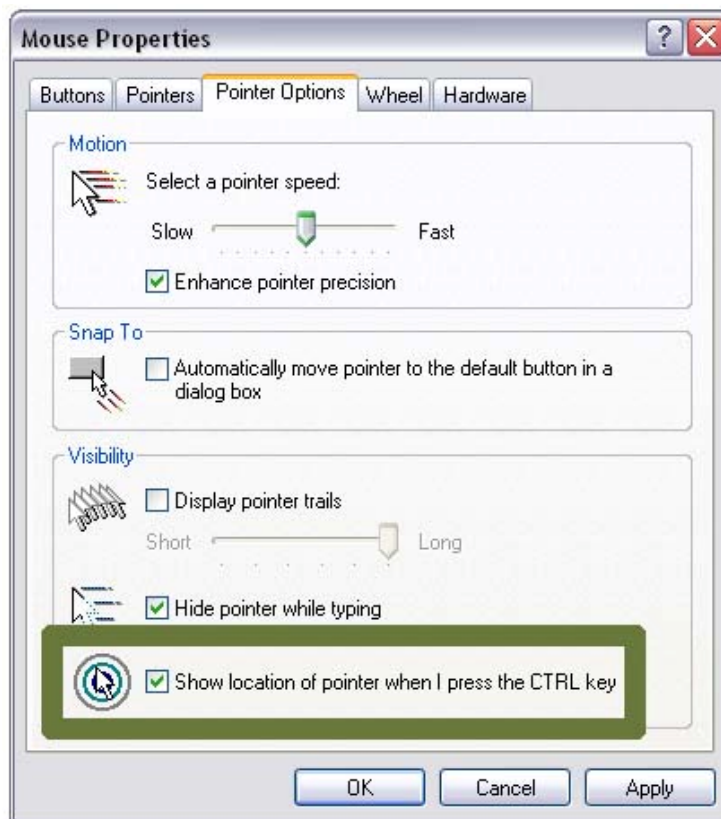 Mouse Properties
Buttons Pointers Pointer Options Wheel Hardware
Motion
Select a pointer speed:
Slow Fast
Enhance pointer precision
Snap To
Automatically move pointer to the default button in a
dialog box
Visibility
Display pointer trails
Short Long
Hide pointer while typing
Show location of pointer when I press the CTRL key
OK Cancel Apply